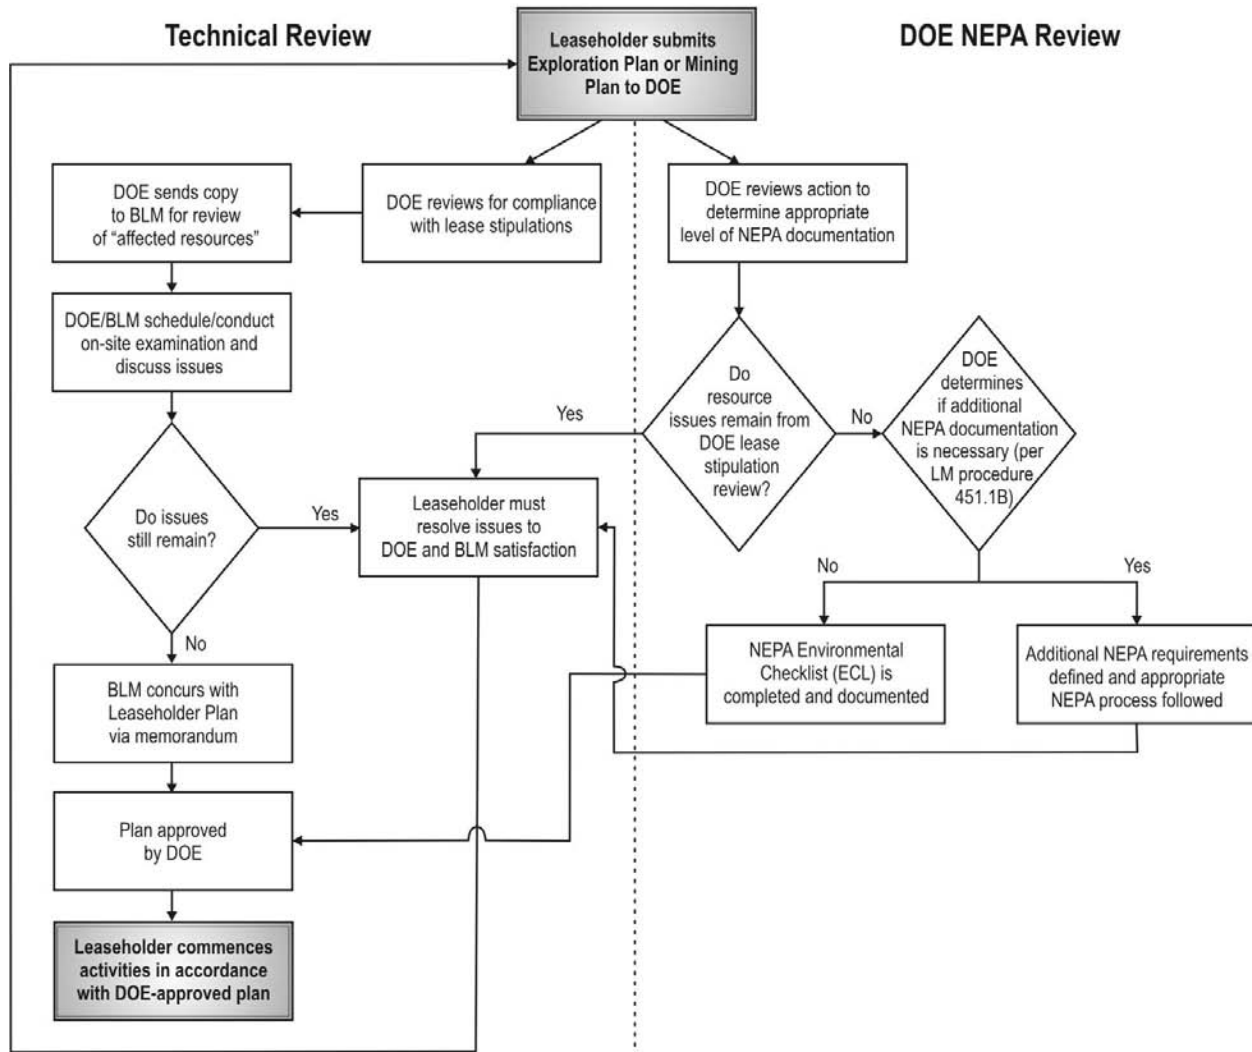 Technical Review
Leaseholder submits
Exploration Plan or Mining
Plan to DOE
DOE NEPA Review
DOE sends copy
to BLM for review
of “affected resources”
DOE reviews for compliance
with lease stipulations
DOE reviews action to
determine appropriate
level of NEPA documentation
DOE/BLM schedule/conduct
on-site examination and
discuss issues
Do
resource
issues remain from
DOE lease
stipulation
review?
Yes
No
DOE
determines
if additional
NEPA documentation
is necessary (per
LM procedure
451.1B)
Do issues
still remain?
Yes
Leaseholder must
resolve issues to
DOE and BLM satisfaction
No
Yes
No
BLM concurs with
Leaseholder Plan
via memorandum
NEPA Environmental
Checklist (ECL) is
completed and documented
Additional NEPA requirements
defined and appropriate
NEPA process followed
Plan approved
by DOE
Leaseholder commences
activities in accordance
with DOE-approved plan